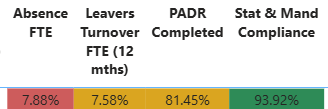 Absence FTE
Leavers Turnover FTE (12 mths)
PADR Completed
Stat & Mand Compliance
7.88% 7.58% 81.45% 93.92%